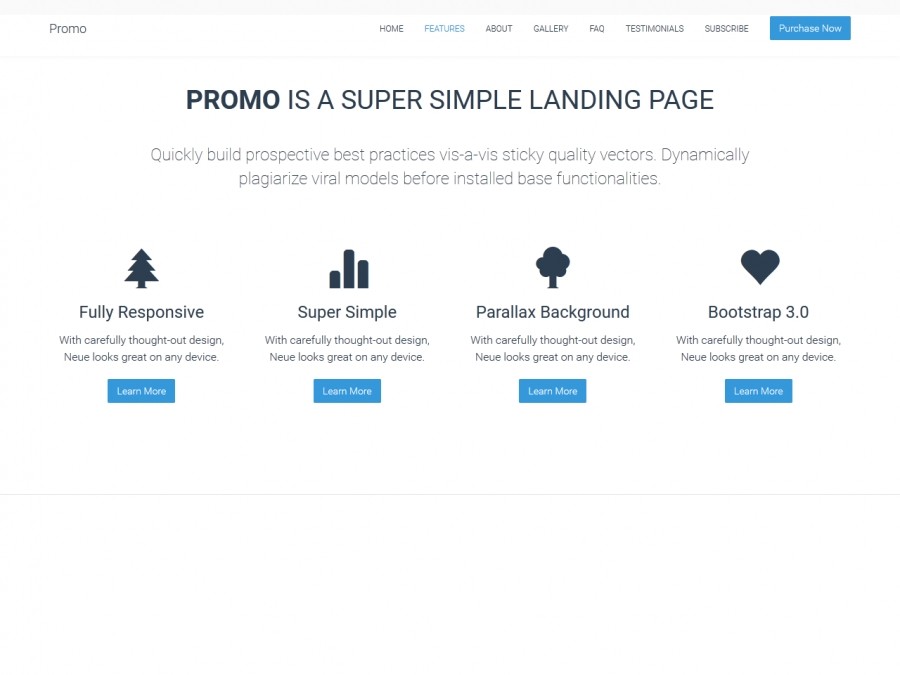 Promo
HOME FEATURES ABOUT GALLERY FAQ TESTIMONIALS SUBSCRIBE Purchase Now
PROMO IS A SUPER SIMPLE LANDING PAGE
Quickly build prospective best practices vis-a-vis sticky quality vectors. Dynamically
plagiarize viral models before installed base functionalities.
Fully Responsive
With carefully thought-out design,
Neue looks great on any device.
Learn More
Super Simple
With carefully thought-out design,
Neue looks great on any device.
Learn More
Parallax Background
With carefully thought-out design,
Neue looks great on any device.
Learn More
Bootstrap 3.0
With carefully thought-out design,
Neue looks great on any device.
Learn More